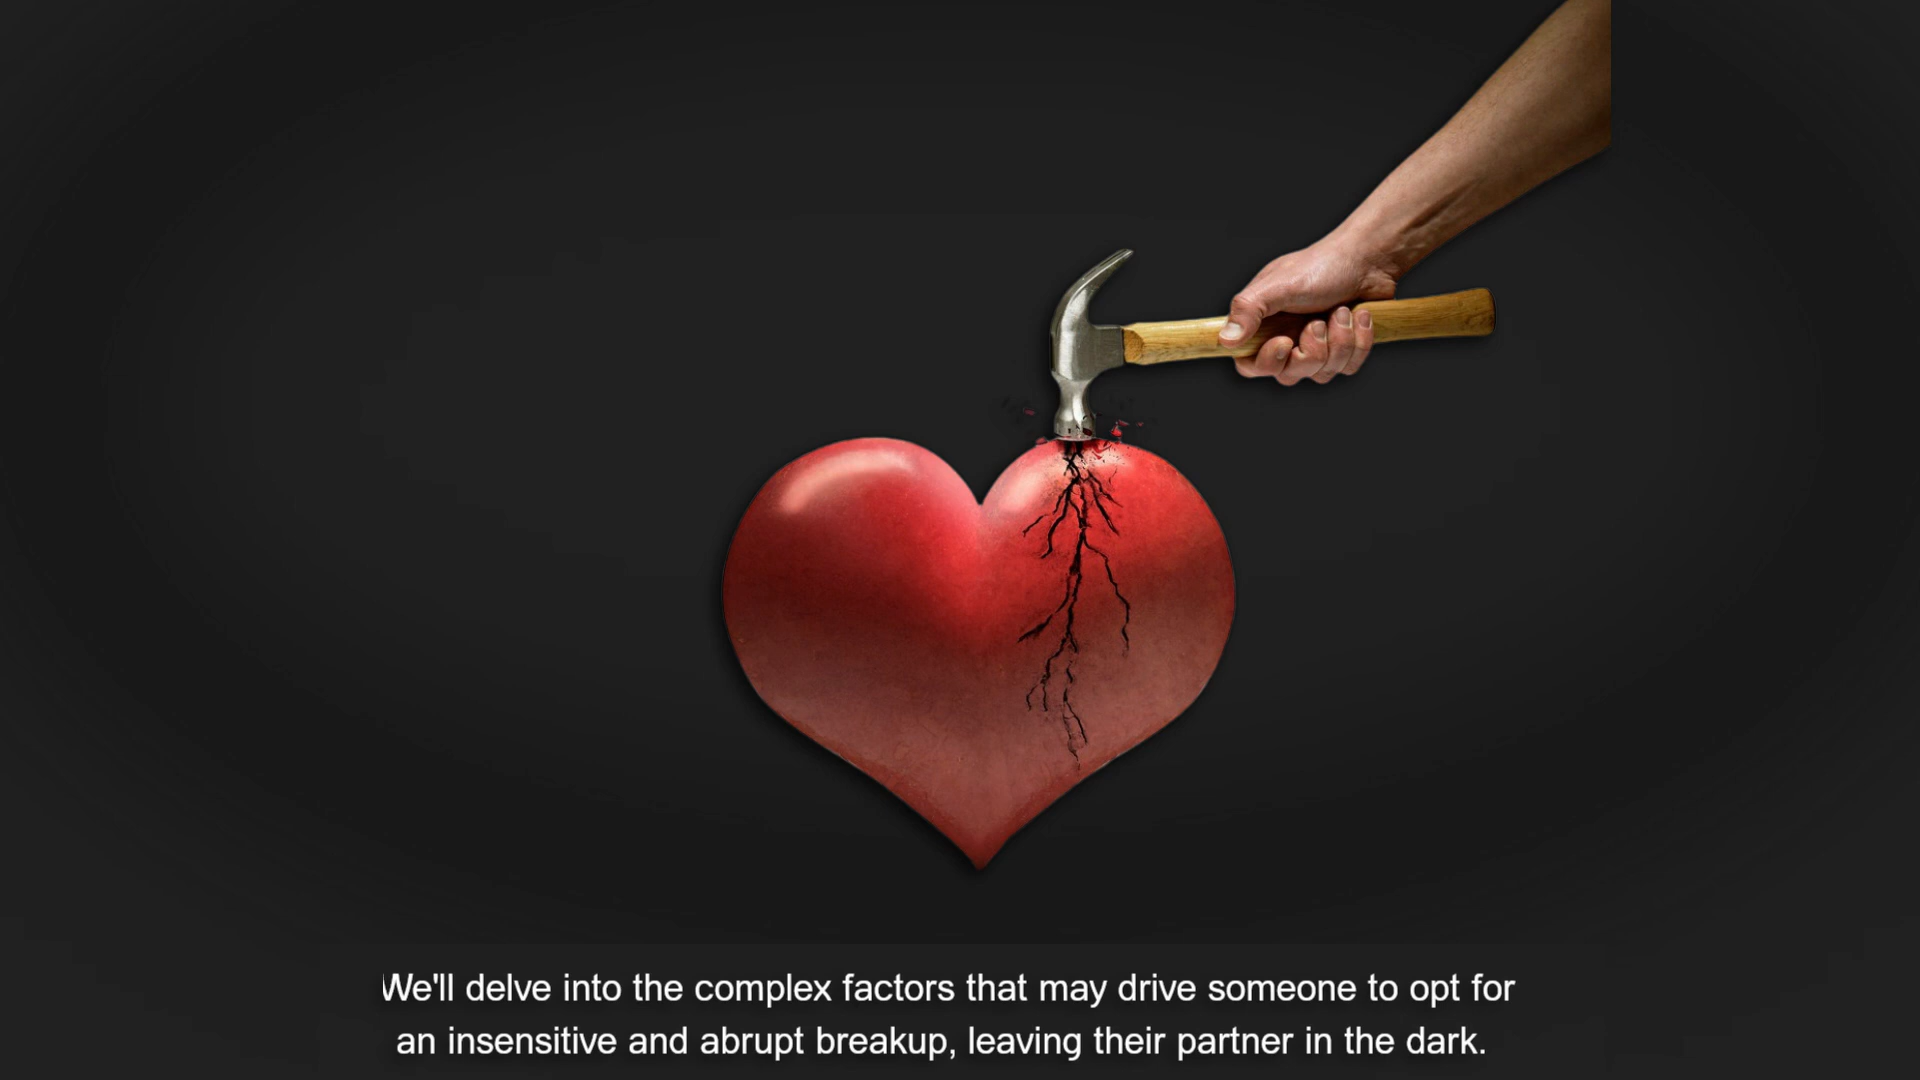 We'll delve into the complex factors that may drive someone to opt for
an insensitive and abrupt breakup, leaving their partner in the dark.